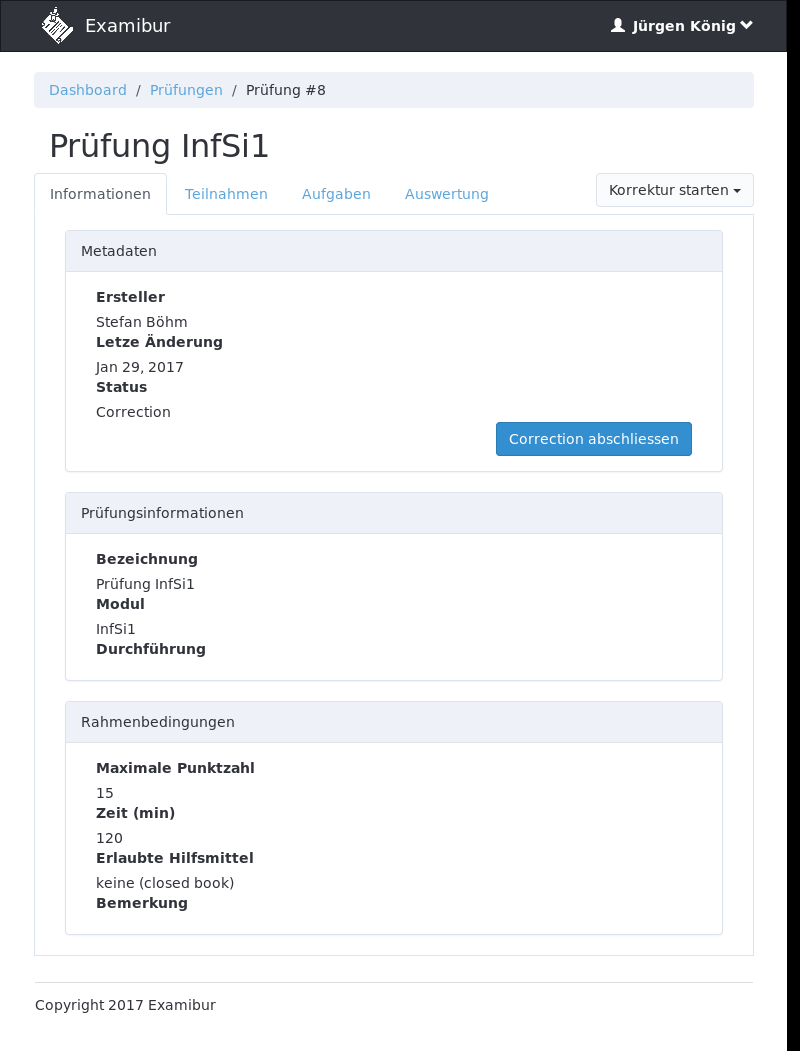 Examibur
Jürgen König
Dashboard / Prüfungen / Prüfung #8
Prüfung InfSi1
Informationen Teilnahmen Aufgaben Auswertung Korrektur starten
Metadaten
Ersteller
Stefan Böhm
Letze Änderung
Jan 29, 2017
Status
Correction
Correction abschliessen
Prüfungsinformationen
Bezeichnung
Prüfung InfSi1
Modul
InfSi1
Durchführung
Rahmenbedingungen
Maximale Punktzahl
15
Zeit (min)
120
Erlaubte Hilfsmittel
keine (closed book)
Bemerkung
Copyright 2017 Examibur